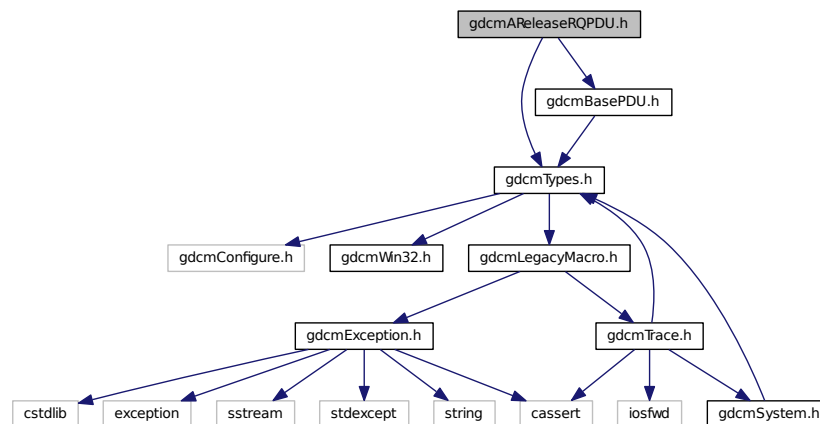 gdcmAReleaseRQPDU.h
gdcmBasePDU.h
gdcmTypes.h
gdcmConfigure.h
gdcmWin32.h
gdcmLegacyMacro.h
gdcmException.h
gdcmTrace.h
cstdlib
exception
sstream
stdexcept
string
cassert
iosfwd
gdcmSystem.h